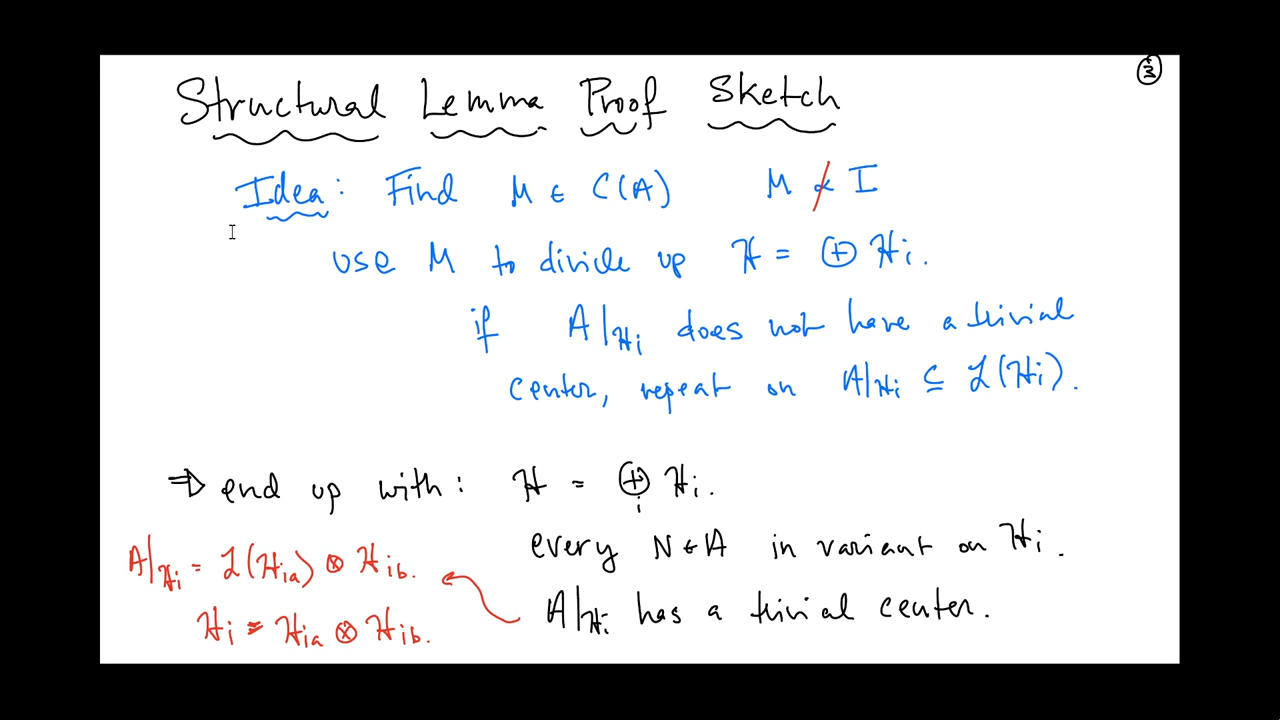 ③
Structural Lemma Proof Sketch
Idea: Find M ∈ C(A) M ∝̸ I
use M to divide up H = ⊕ Hi.
if A|Hi does not have a trivial
center, repeat on A|Hi ⊆ L(Hi).
⇒ end up with: H = ⊕i Hi.
every N ∈ A invariant on Hi.
A|Hi = L(Hia) ⊗ Hib.
A|Hi has a trivial center.
Hi = Hia ⊗ Hib.